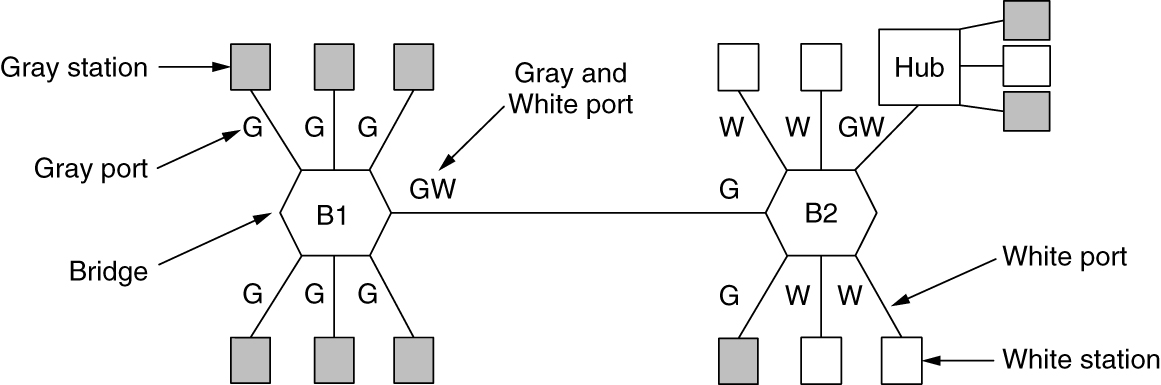 Gray station
Gray port
Bridge
G
G
G
B1
G
G
G
Gray and
White port
GW
G
W
W
GW
B2
G
W
W
Hub
White port
White station